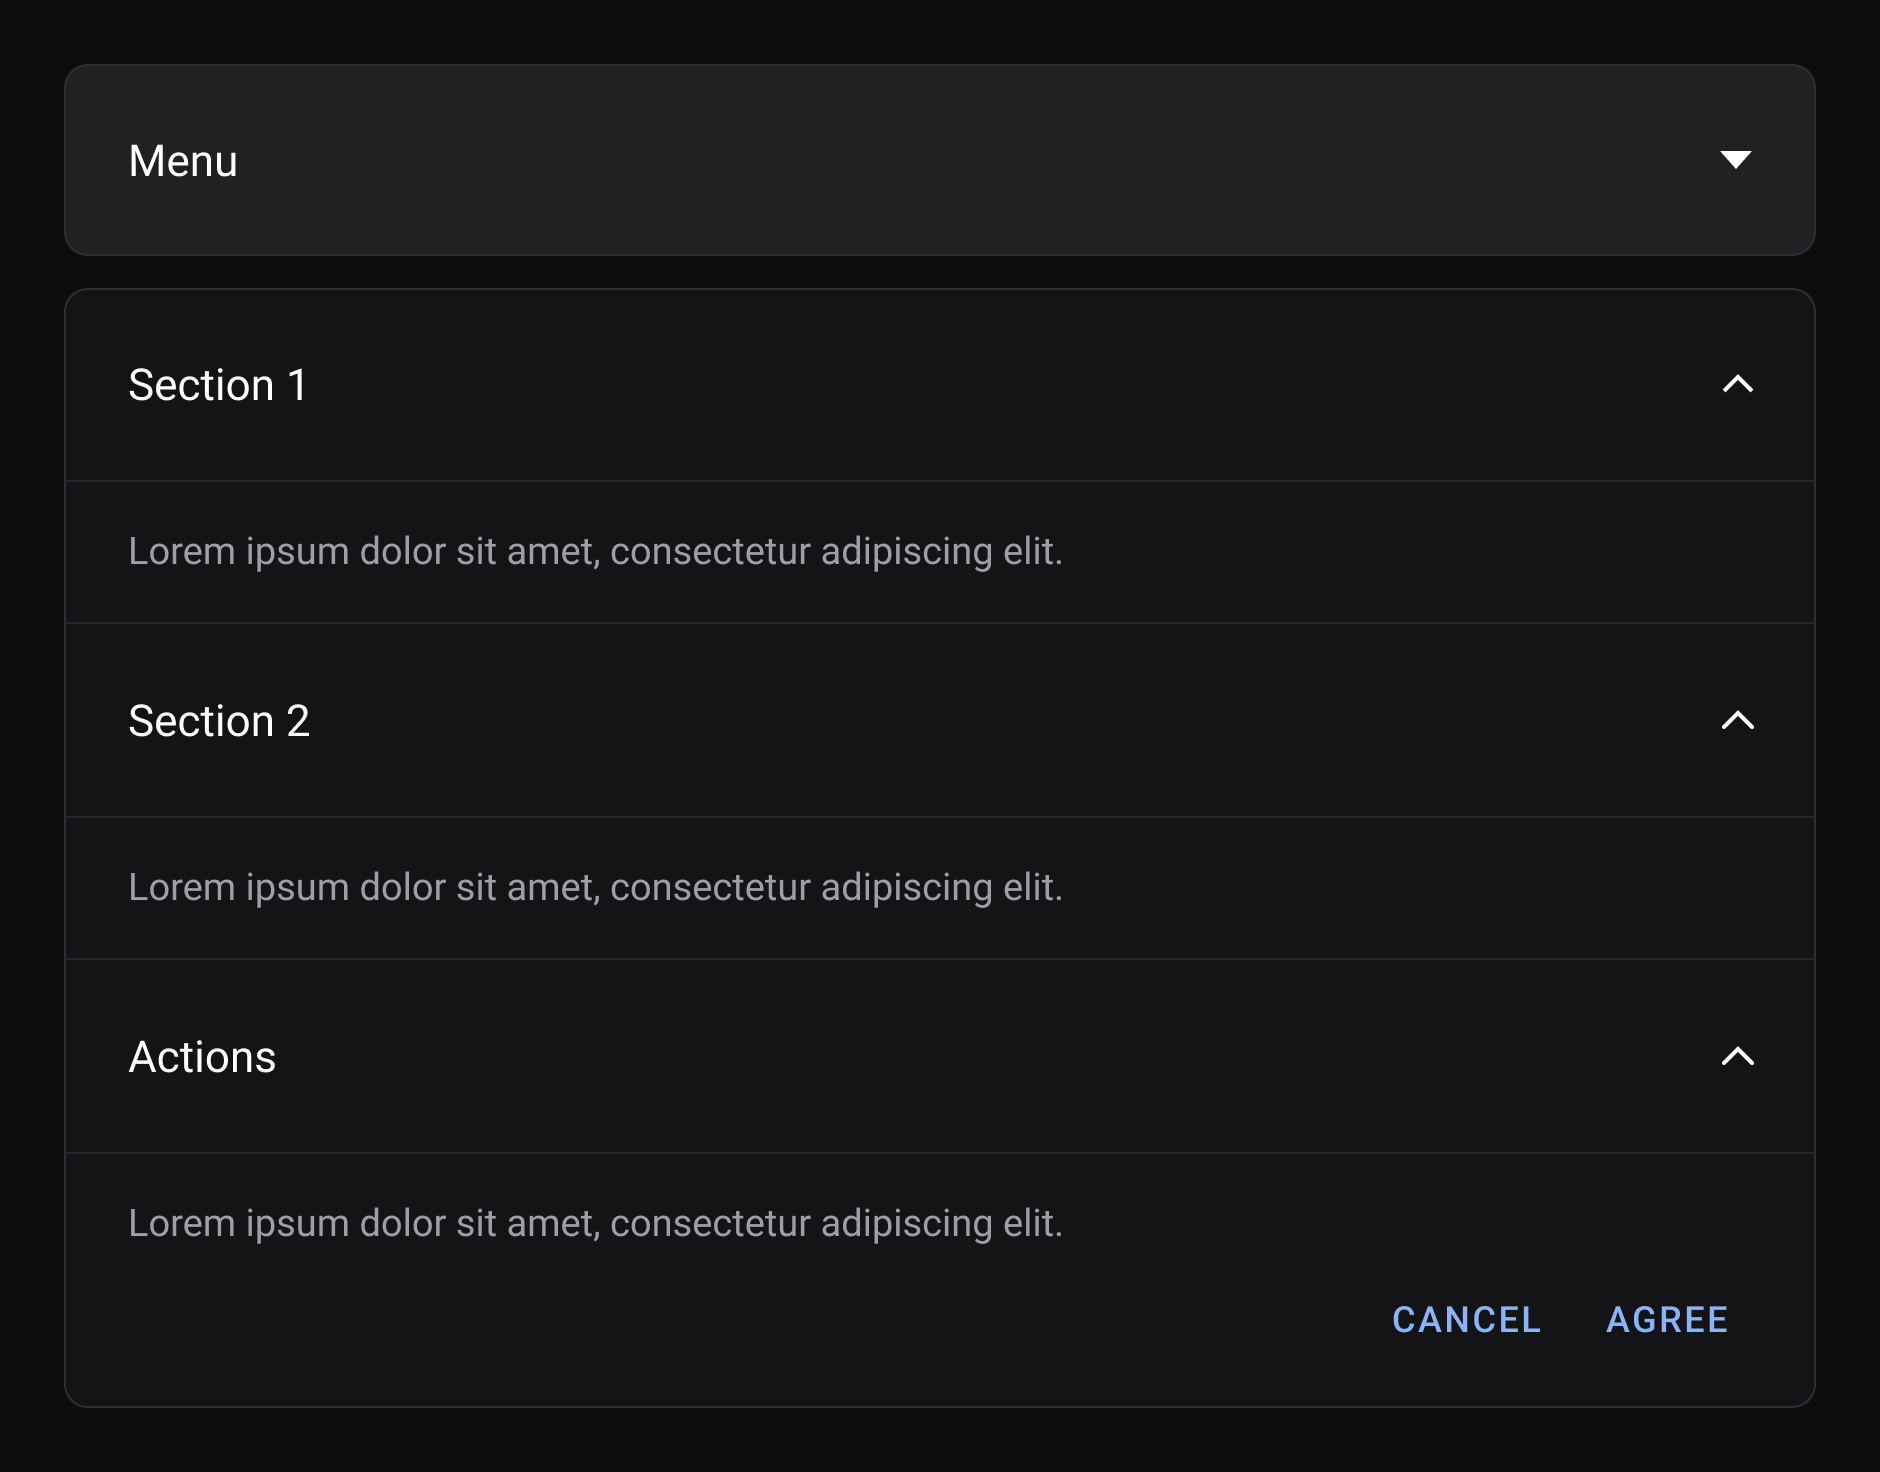 Menu
Section 1
Lorem ipsum dolor sit amet, consectetur adipiscing elit.
Section 2
Lorem ipsum dolor sit amet, consectetur adipiscing elit.
Actions
Lorem ipsum dolor sit amet, consectetur adipiscing elit.
CANCEL AGREE